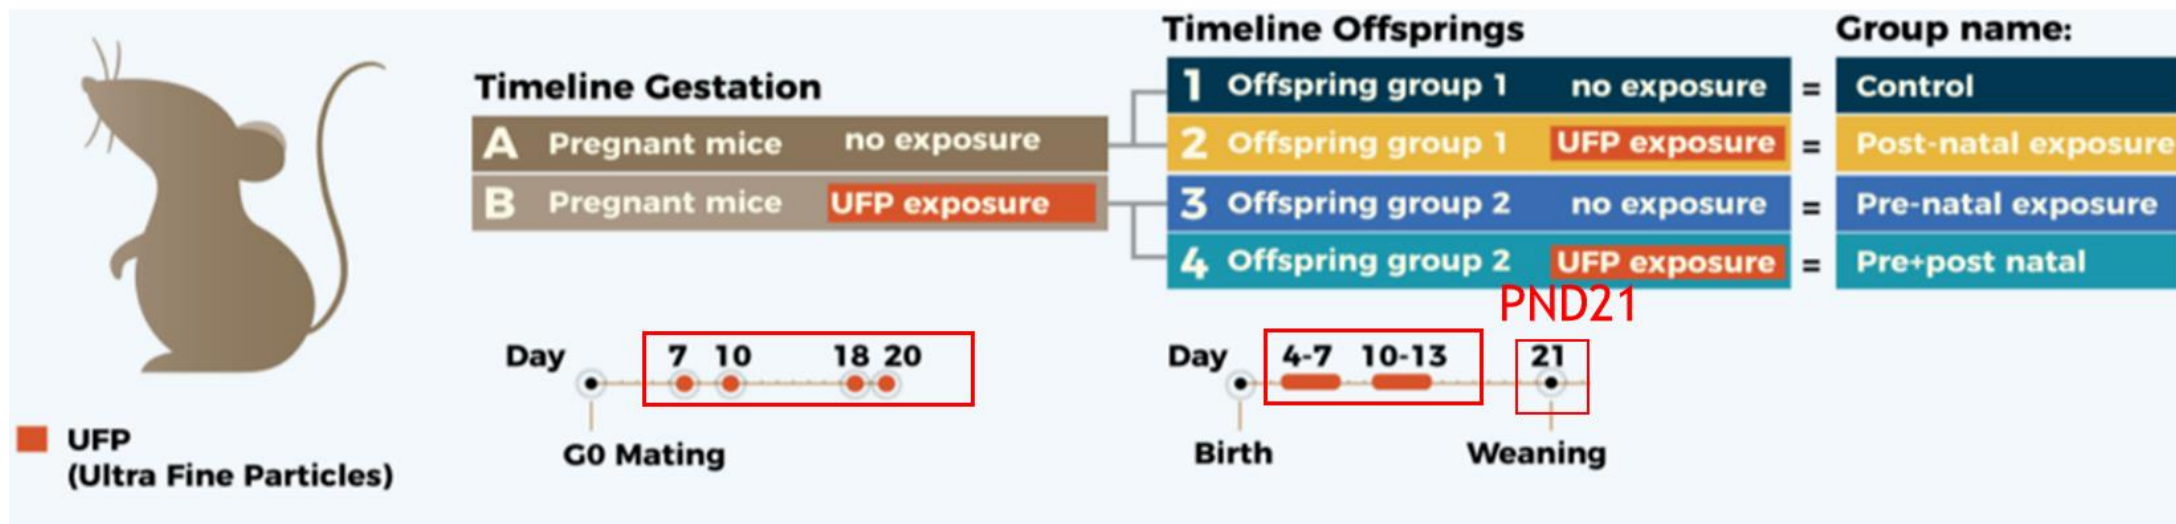 Timeline Gestation
A Pregnant mice no exposure
B Pregnant mice UFP exposure
Timeline Offsprings
1 Offspring group 1 no exposure =
2 Offspring group 1 UFP exposure =
3 Offspring group 2 no exposure =
4 Offspring group 2 UFP exposure =
Group name:
Control
Post-natal exposure
Pre-natal exposure
Pre+post natal
Day 7 10 18 20
G0 Mating
PND21
Day 4-7 10-13 21
Birth Weaning
UFP
(Ultra Fine Particles)